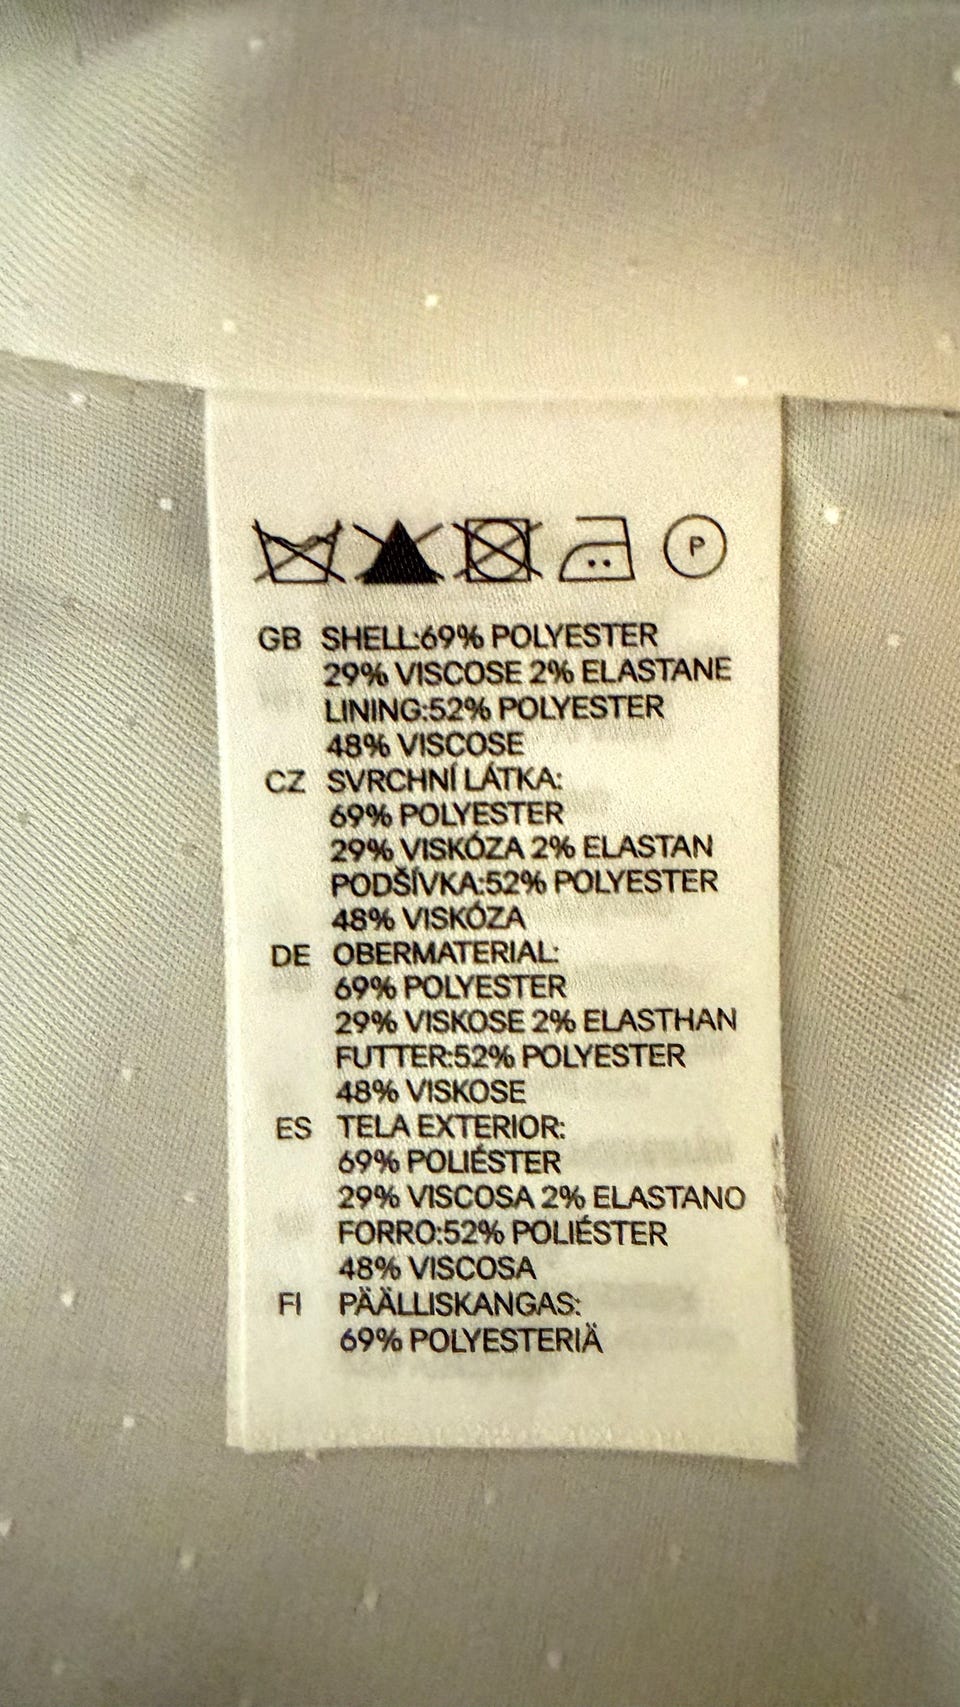 P
GB SHELL:69% POLYESTER
29% VISCOSE 2% ELASTANE
LINING:52% POLYESTER
48% VISCOSE
CZ SVRCHNÍ LÁTKA:
69% POLYESTER
29% VISKÓZA 2% ELASTAN
PODŠÍVKA:52% POLYESTER
48% VISKÓZA
DE OBERMATERIAL:
69% POLYESTER
29% VISKOSE 2% ELASTHAN
FUTTER:52% POLYESTER
48% VISKOSE
ES TELA EXTERIOR:
69% POLIÉSTER
29% VISCOSA 2% ELASTANO
FORRO:52% POLIÉSTER
48% VISCOSA
FI PÄÄLLISKANGAS:
69% POLYESTERIÄ